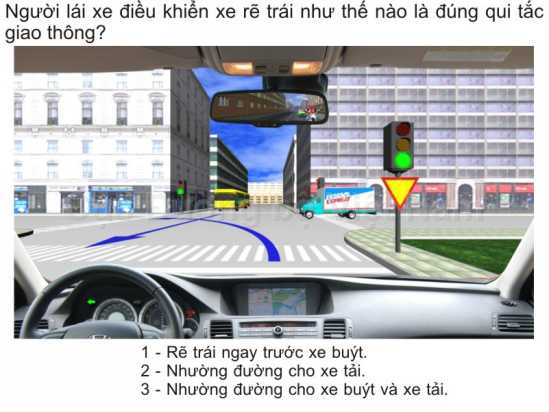 Người lái xe điều khiển xe rẽ trái như thế nào là đúng qui tắc
giao thông?
1 - Rẽ trái ngay trước xe buýt.
2 - Nhường đường cho xe tải.
3 - Nhường đường cho xe buýt và xe tải.